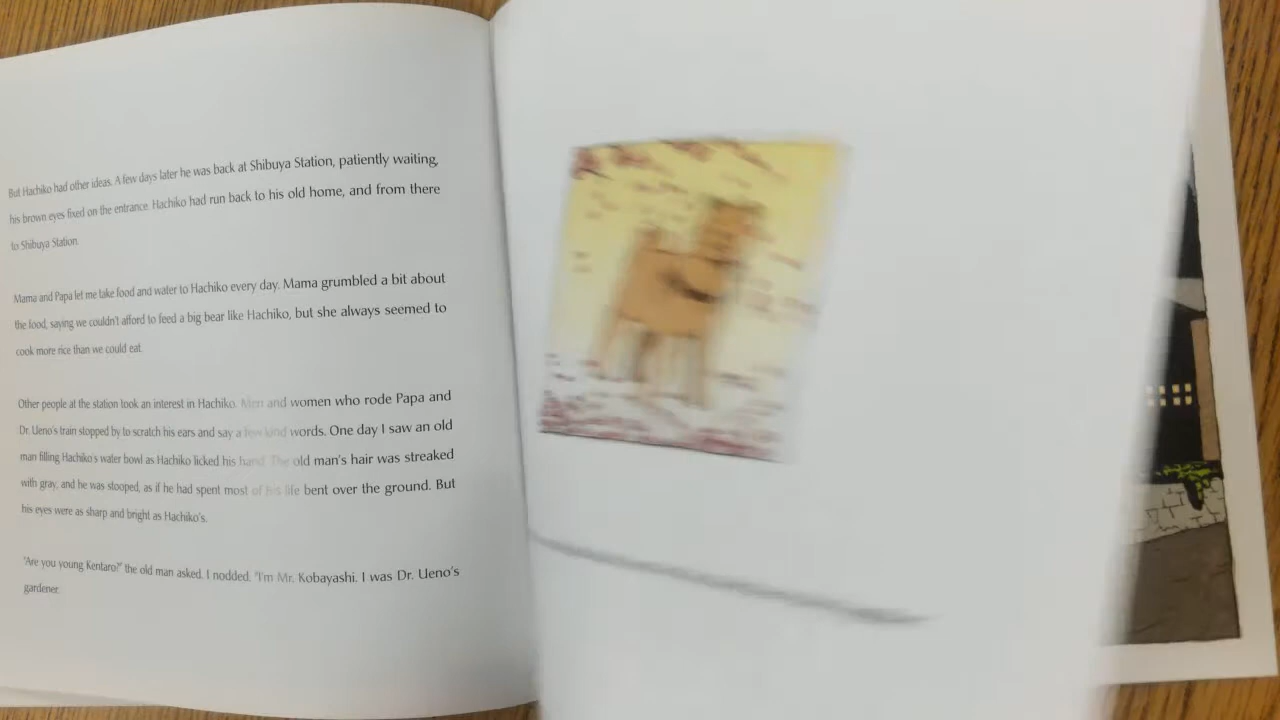 But Hachiko had other ideas. A few days later he was back at Shibuya Station, patiently waiting,
his brown eyes fixed on the entrance. Hachiko had run back to his old home, and from there
to Shibuya Station.
Mama and Papa let me take food and water to Hachiko every day. Mama grumbled a bit about
the food, saying we couldn't afford to feed a big bear like Hachiko, but she always seemed to
cook more rice than we could eat.
Other people at the station took an interest in Hachiko. Men and women who rode Papa and
Dr. Ueno's train stopped by to scratch his ears and say a few kind words. One day I saw an old
man filling Hachiko's water bowl as Hachiko licked his hand. The old man's hair was streaked
with gray, and he was stooped, as if he had spent most of his life bent over the ground. But
his eyes were as sharp and bright as Hachiko's.
"Are you young Kentaro?" the old man asked. I nodded. "I'm Mr. Kobayashi. I was Dr. Ueno's
gardener.